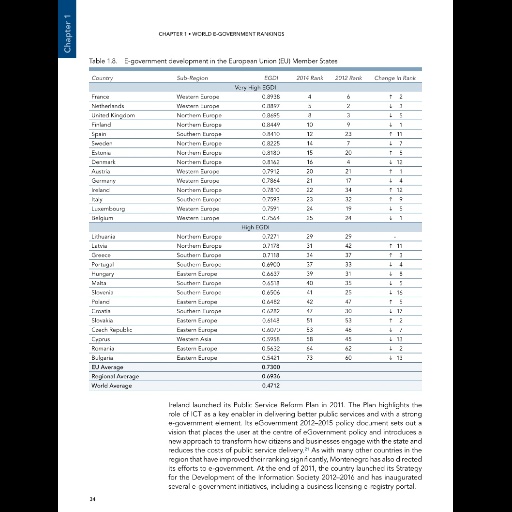 Chapter 1
CHAPTER 1 • WORLD E-GOVERNMENT RANKINGS
Table 1.8. E-government development in the European Union (EU) Member States
Country Sub-Region EGDI 2014 Rank 2012 Rank Change in Rank
Very High EGDI
France Western Europe 0.8938 4 6 ↑ 2
Netherlands Western Europe 0.8897 5 2 ↓ 3
United Kingdom Northern Europe 0.8695 8 3 ↓ 5
Finland Northern Europe 0.8449 10 9 ↓ 1
Spain Southern Europe 0.8410 12 23 ↑ 11
Sweden Northern Europe 0.8225 14 7 ↓ 7
Estonia Northern Europe 0.8180 15 20 ↑ 5
Denmark Northern Europe 0.8162 16 4 ↓ 12
Austria Western Europe 0.7912 20 21 ↑ 1
Germany Western Europe 0.7864 21 17 ↓ 4
Ireland Northern Europe 0.7810 22 34 ↑ 12
Italy Southern Europe 0.7593 23 32 ↑ 9
Luxembourg Western Europe 0.7591 24 19 ↓ 5
Belgium Western Europe 0.7564 25 24 ↓ 1
High EGDI
Lithuania Northern Europe 0.7271 29 29 -
Latvia Northern Europe 0.7178 31 42 ↑ 11
Greece Southern Europe 0.7118 34 37 ↑ 3
Portugal Southern Europe 0.6900 37 33 ↓ 4
Hungary Eastern Europe 0.6637 39 31 ↓ 8
Malta Southern Europe 0.6518 40 35 ↓ 5
Slovenia Southern Europe 0.6506 41 25 ↓ 16
Poland Eastern Europe 0.6482 42 47 ↑ 5
Croatia Southern Europe 0.6282 47 30 ↓ 17
Slovakia Eastern Europe 0.6148 51 53 ↑ 2
Czech Republic Eastern Europe 0.6070 53 46 ↓ 7
Cyprus Western Asia 0.5958 58 45 ↓ 13
Romania Eastern Europe 0.5632 64 62 ↓ 2
Bulgaria Eastern Europe 0.5421 73 60 ↓ 13
EU Average 0.7300
Regional Average 0.6936
World Average 0.4712
Ireland launched its Public Service Reform Plan in 2011. The Plan highlights the
role of ICT as a key enabler in delivering better public services and with a strong
e-government element. Its eGovernment 2012–2015 policy document sets out a
vision that places the user at the centre of eGovernment policy and introduces a
new approach to transform how citizens and businesses engage with the state and
reduces the costs of public service delivery. As with many other countries in the
region that have improved their ranking significantly, Montenegro has also directed
its efforts to e-government. At the end of 2011, the country launched its Strategy
for the Development of the Information Society 2012–2016 and has inaugurated
several e-government initiatives, including a business licensing e-registry portal.
34